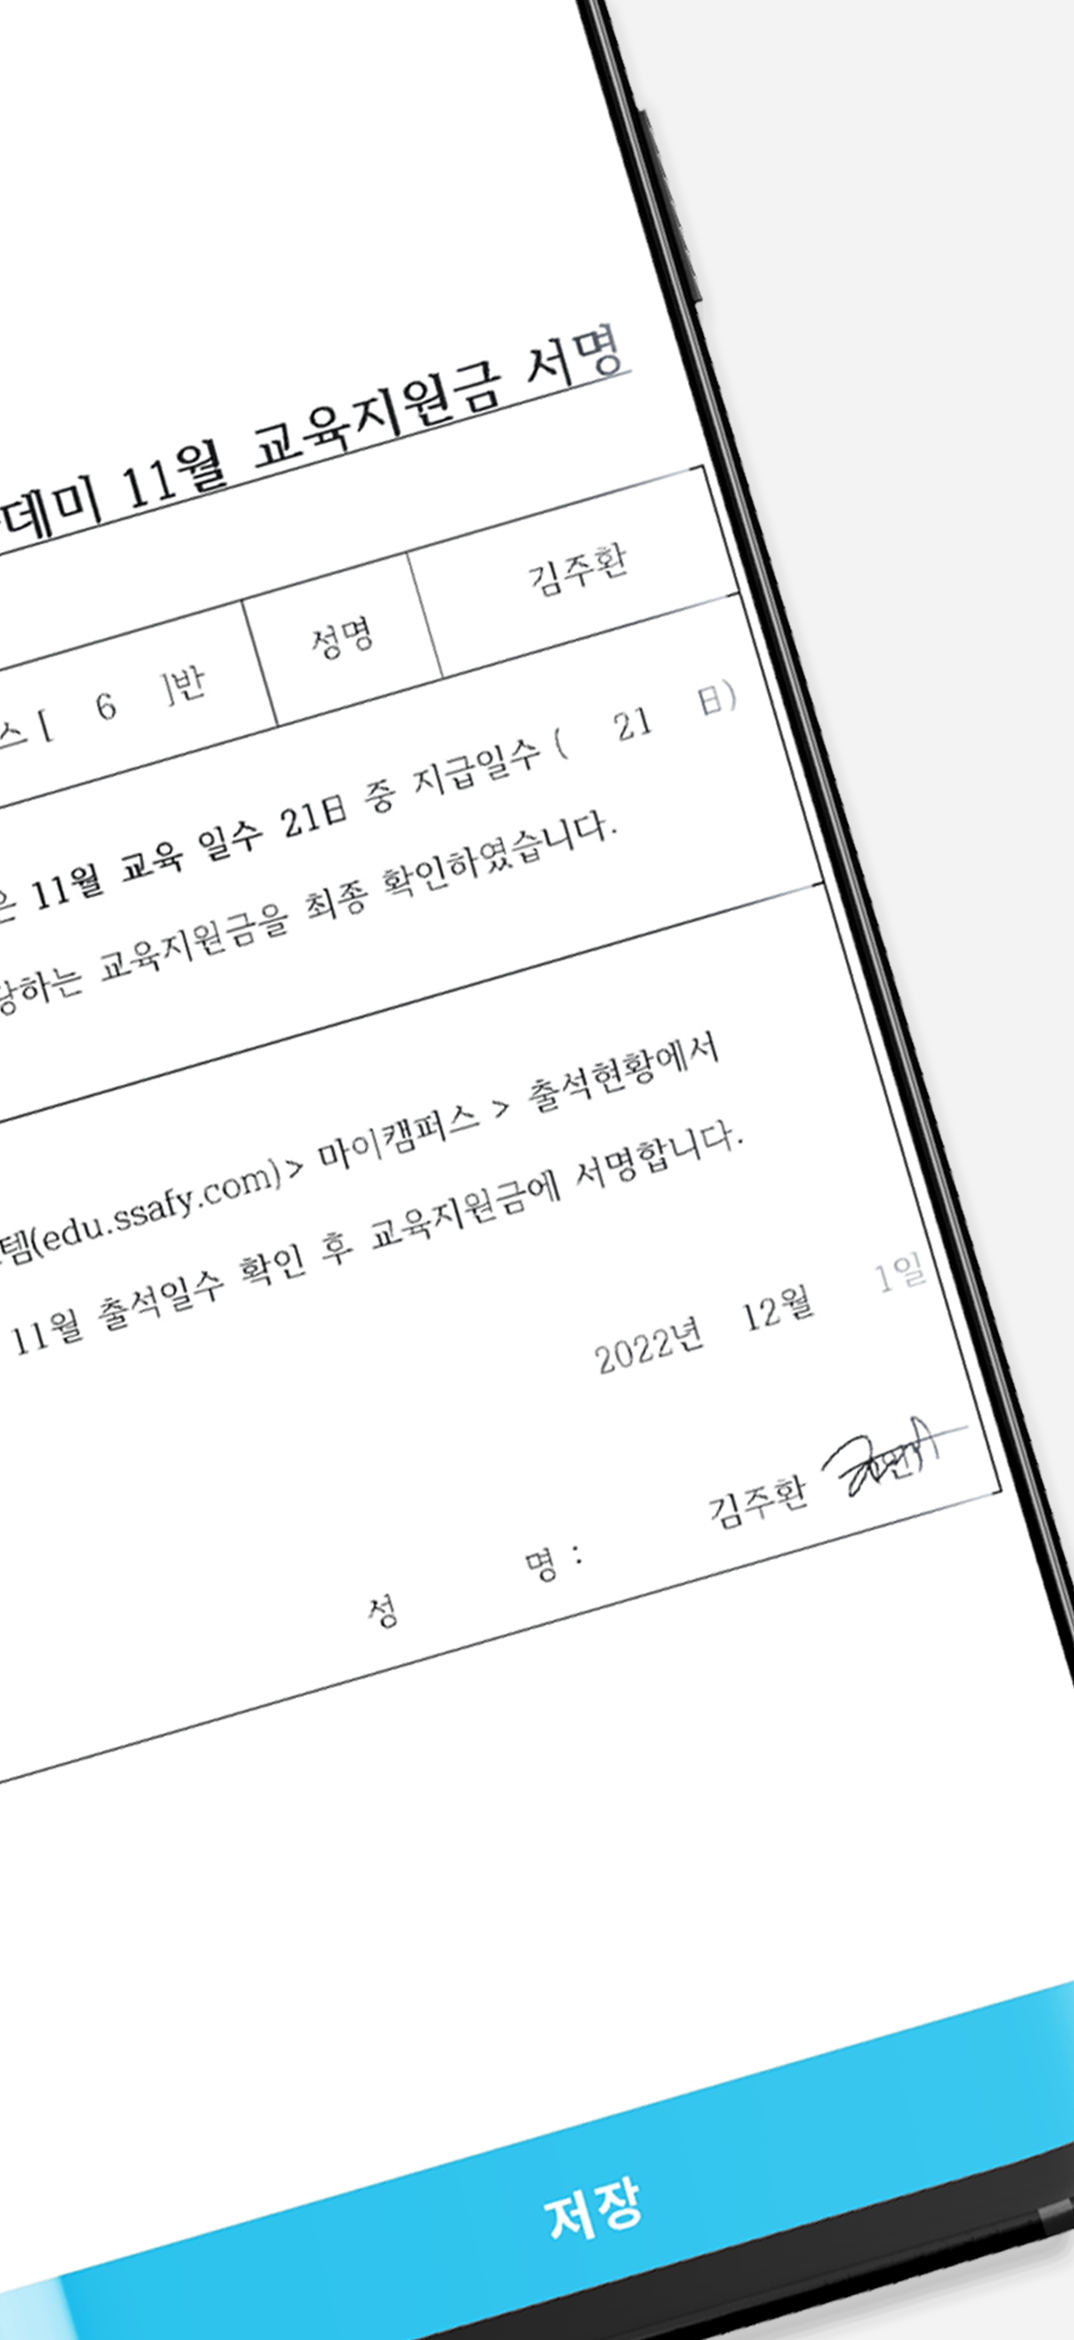 데미 11월 교육지원금 서명
스 [ 6 ]반 성명 김주환
은 11월 교육 일수 21日 중 지급일수 ( 21 日)
당하는 교육지원금을 최종 확인하였습니다.
템(edu.ssafy.com)> 마이캠퍼스 > 출석현황에서
11월 출석일수 확인 후 교육지원금에 서명합니다.
2022년 12월 1일
성 명 : 김주환
저장